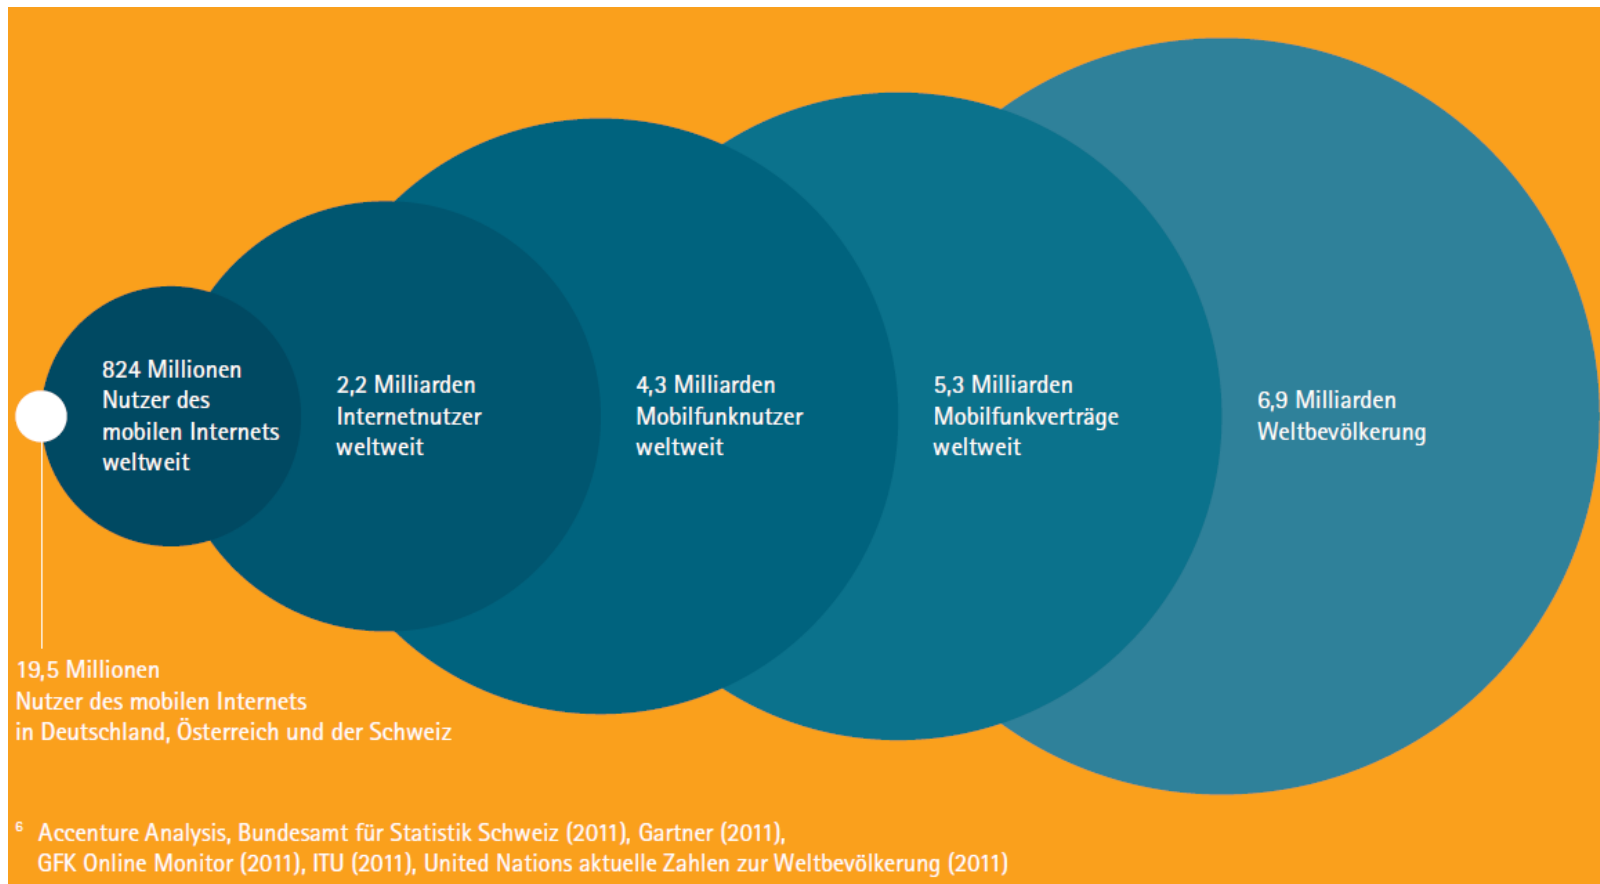 824 Millionen
Nutzer des
mobilen Internets
weltweit
2,2 Milliarden
Internetnutzer
weltweit
4,3 Milliarden
Mobilfunknutzer
weltweit
5,3 Milliarden
Mobilfunkverträge
weltweit
6,9 Milliarden
Weltbevölkerung
19,5 Millionen
Nutzer des mobilen Internets
in Deutschland, Österreich und der Schweiz
6 Accenture Analysis, Bundesamt für Statistik Schweiz (2011), Gartner (2011),
GFK Online Monitor (2011), ITU (2011), United Nations aktuelle Zahlen zur Weltbevölkerung (2011)